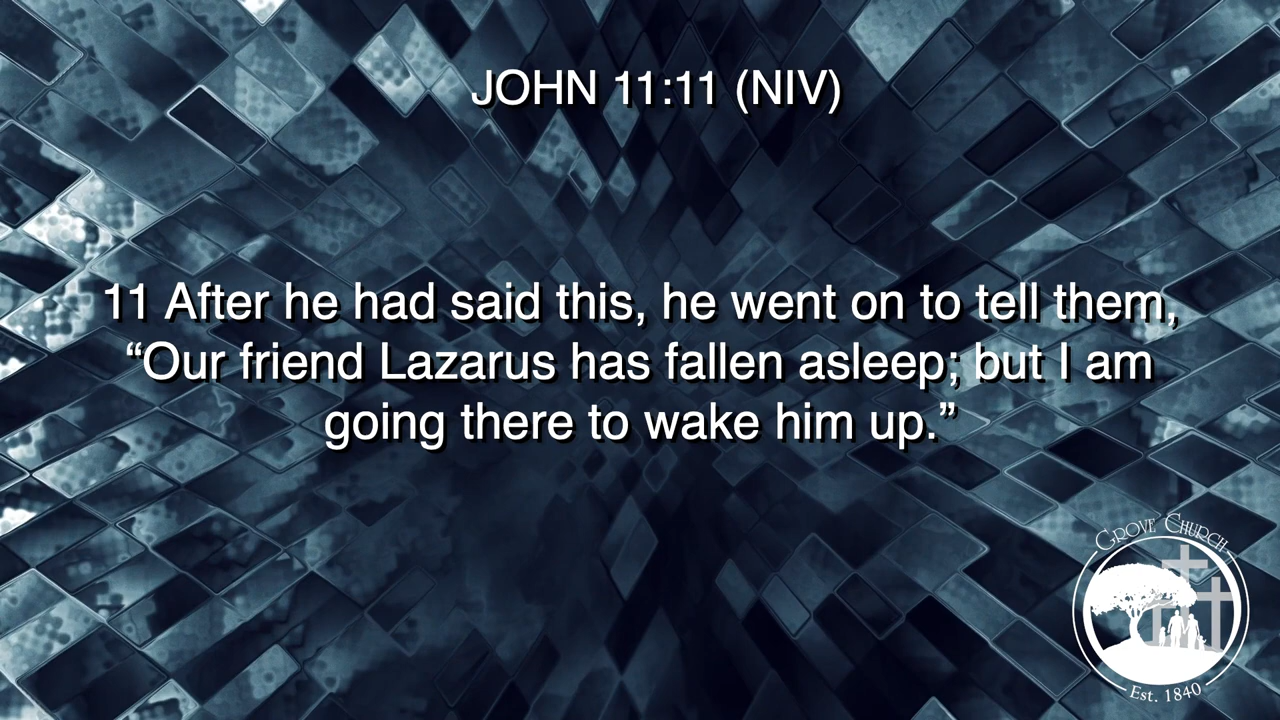 JOHN 11:11 (NIV)
11 After he had said this, he went on to tell them,
“Our friend Lazarus has fallen asleep; but I am
going there to wake him up.”
GROVE CHURCH
Est. 1840